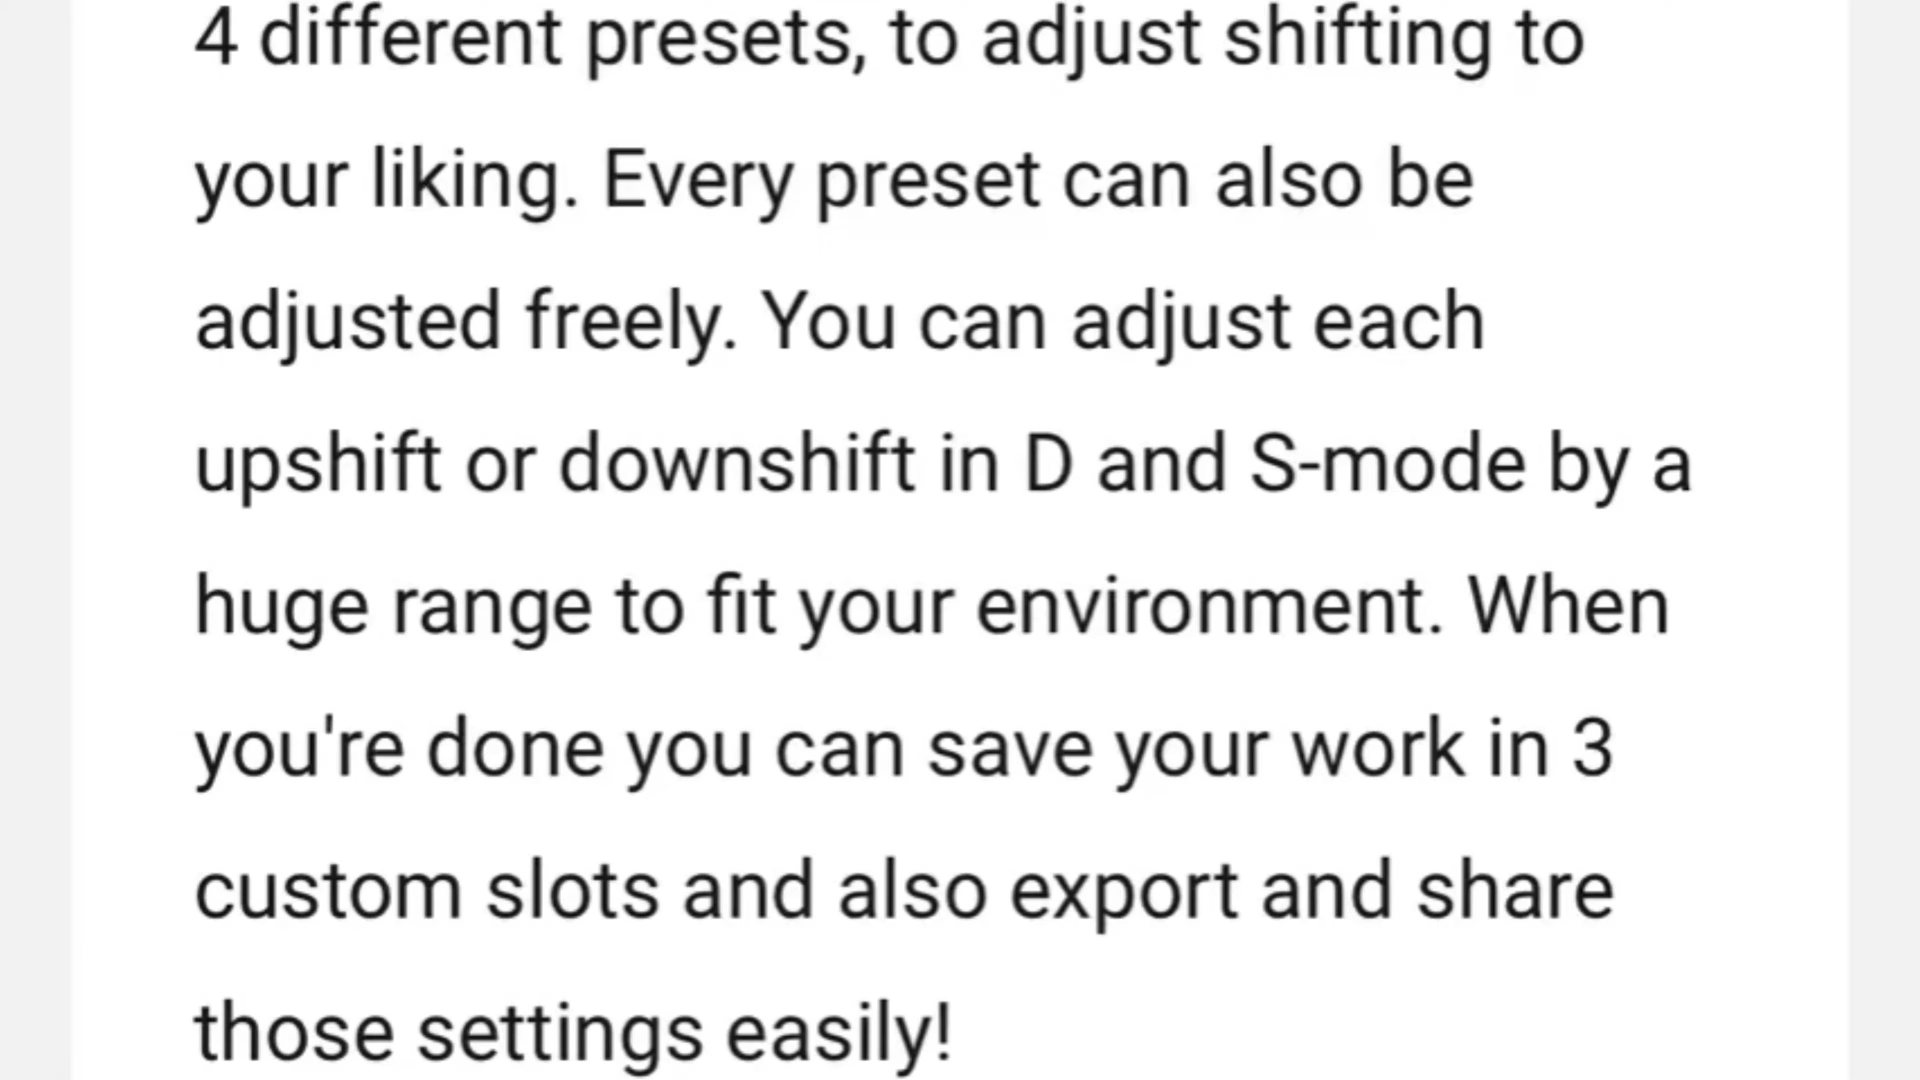 4 different presets, to adjust shifting to
your liking. Every preset can also be
adjusted freely. You can adjust each
upshift or downshift in D and S-mode by a
huge range to fit your environment. When
you're done you can save your work in 3
custom slots and also export and share
those settings easily!